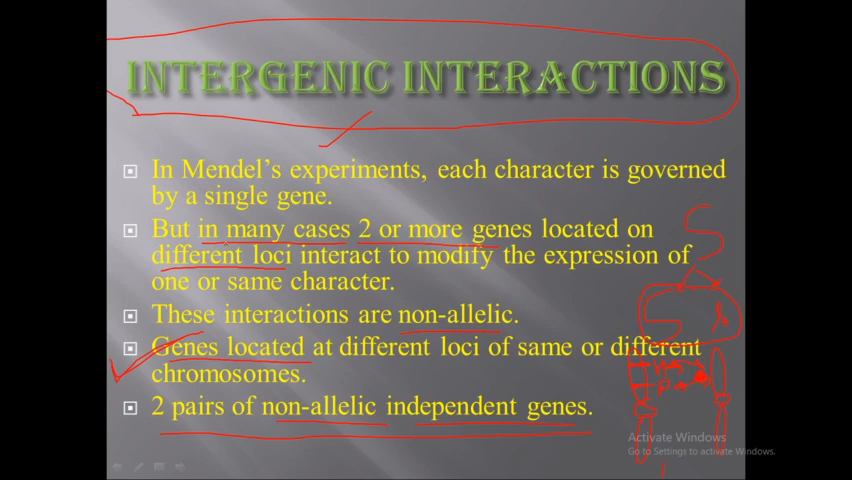 INTERGENIC INTERACTIONS
In Mendel's experiments, each character is governed
by a single gene.
But in many cases 2 or more genes located on
different loci interact to modify the expression of
one or same character.
These interactions are non-allelic.
Genes located at different loci of same or different
chromosomes.
2 pairs of non-allelic independent genes.
Activate Windows
Go to Settings to activate Windows.